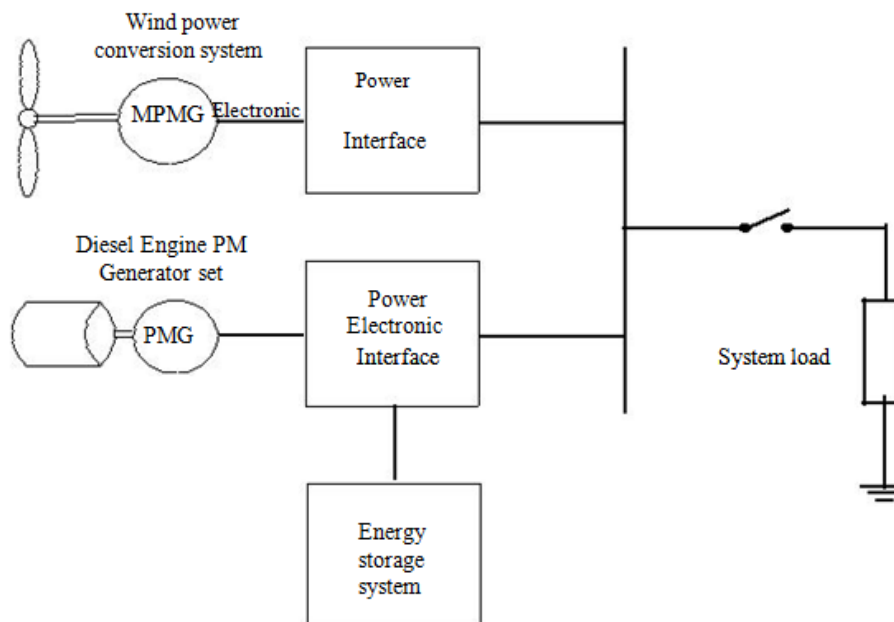 Wind power
conversion system
MPMG
Electronic
Power
Interface
Diesel Engine PM
Generator set
PMG
Power
Electronic
Interface
System load
Energy
storage
system